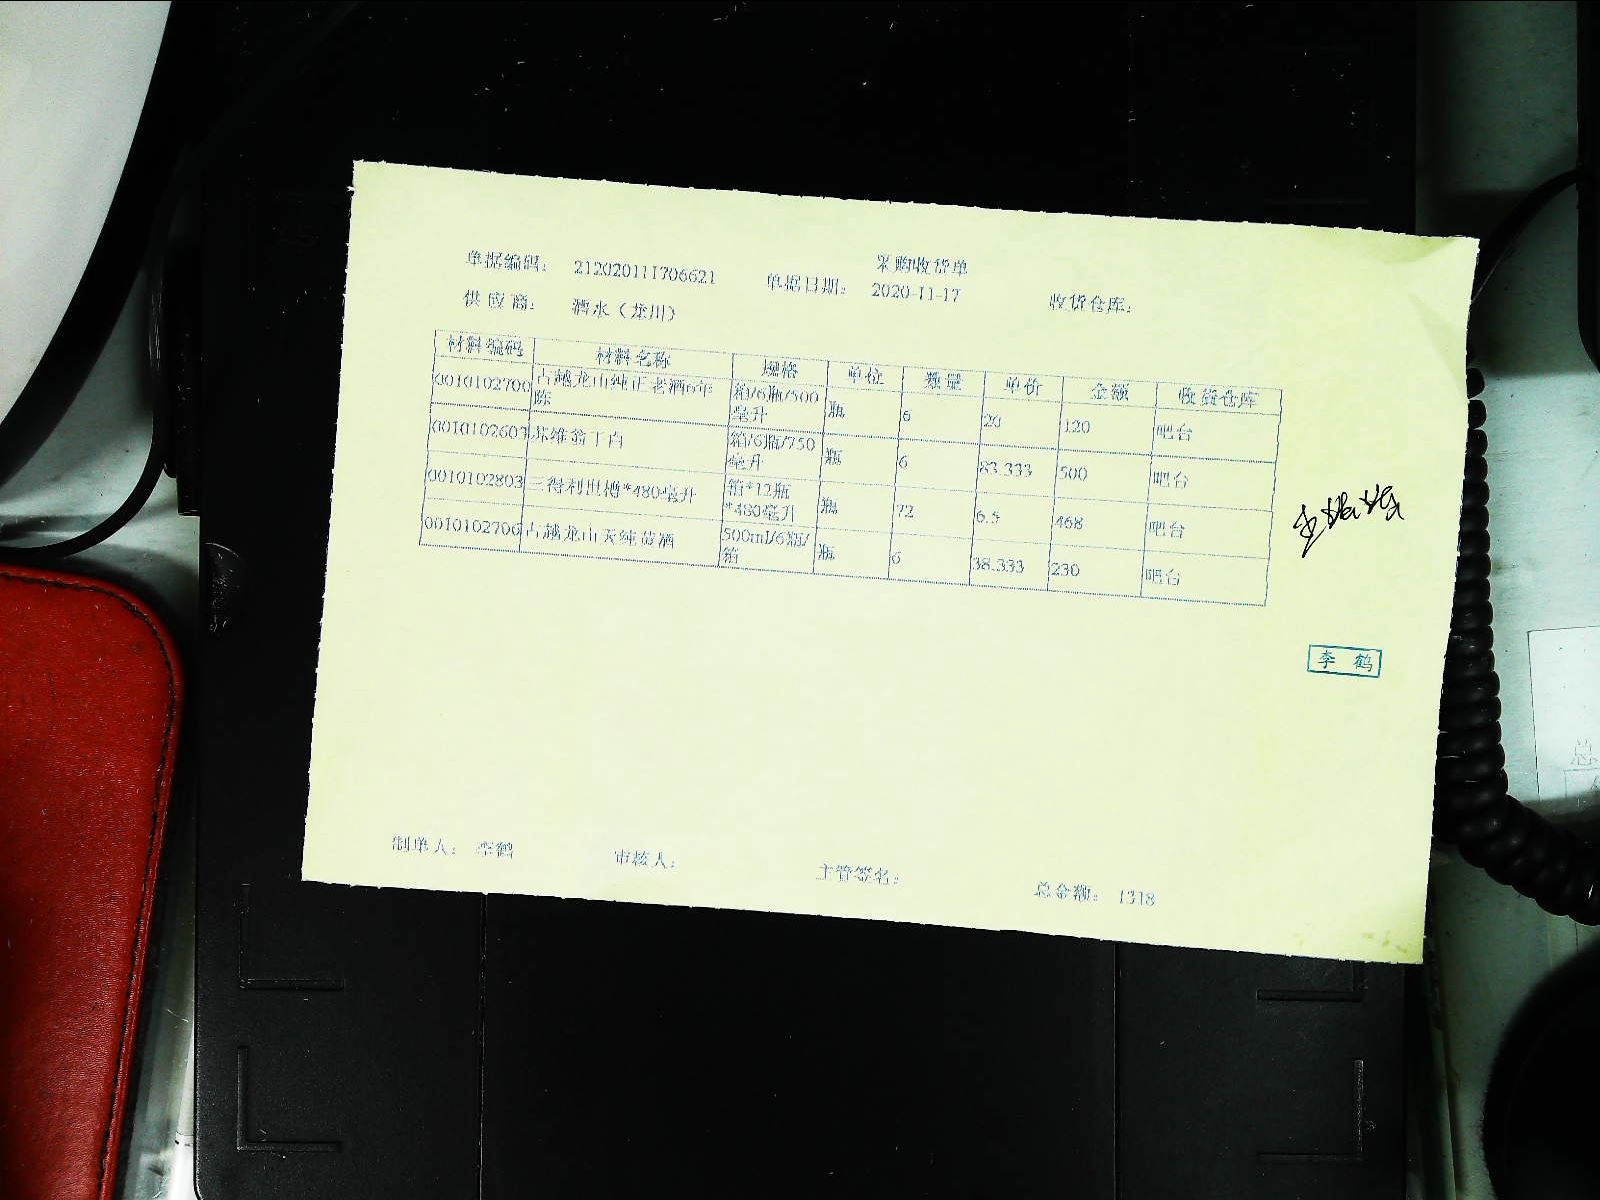 采购收货单
单据编码： 212020111706621 单据日期： 2020-11-17 收货仓库：
供 应 商： 酒水（龙川）
材料编码 材料名称 规格 单位 数量 单价 金额 收货仓库
0010102700 古越龙山纯正老酒6年陈 箱/6瓶/500毫升 瓶 6 20 120 吧台
0010102603 苏维翁干白 箱/6瓶/750毫升 瓶 6 83.333 500 吧台
0010102803 三得利世博*480毫升 箱*12瓶*480毫升 瓶 72 6.5 468 吧台
0010102706 古越龙山天纯黄酒 500ml/6瓶/箱 瓶 6 38.333 230 吧台
李 鹤
制单人： 李鹤 审核人： 主管签名： 总金额： 1318
总